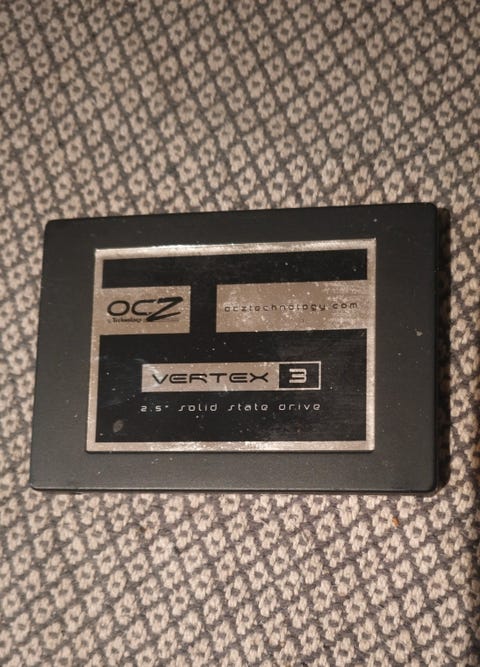 OCZ
Technology
ocztechnology.com
VERTEX 3
2.5" solid state drive